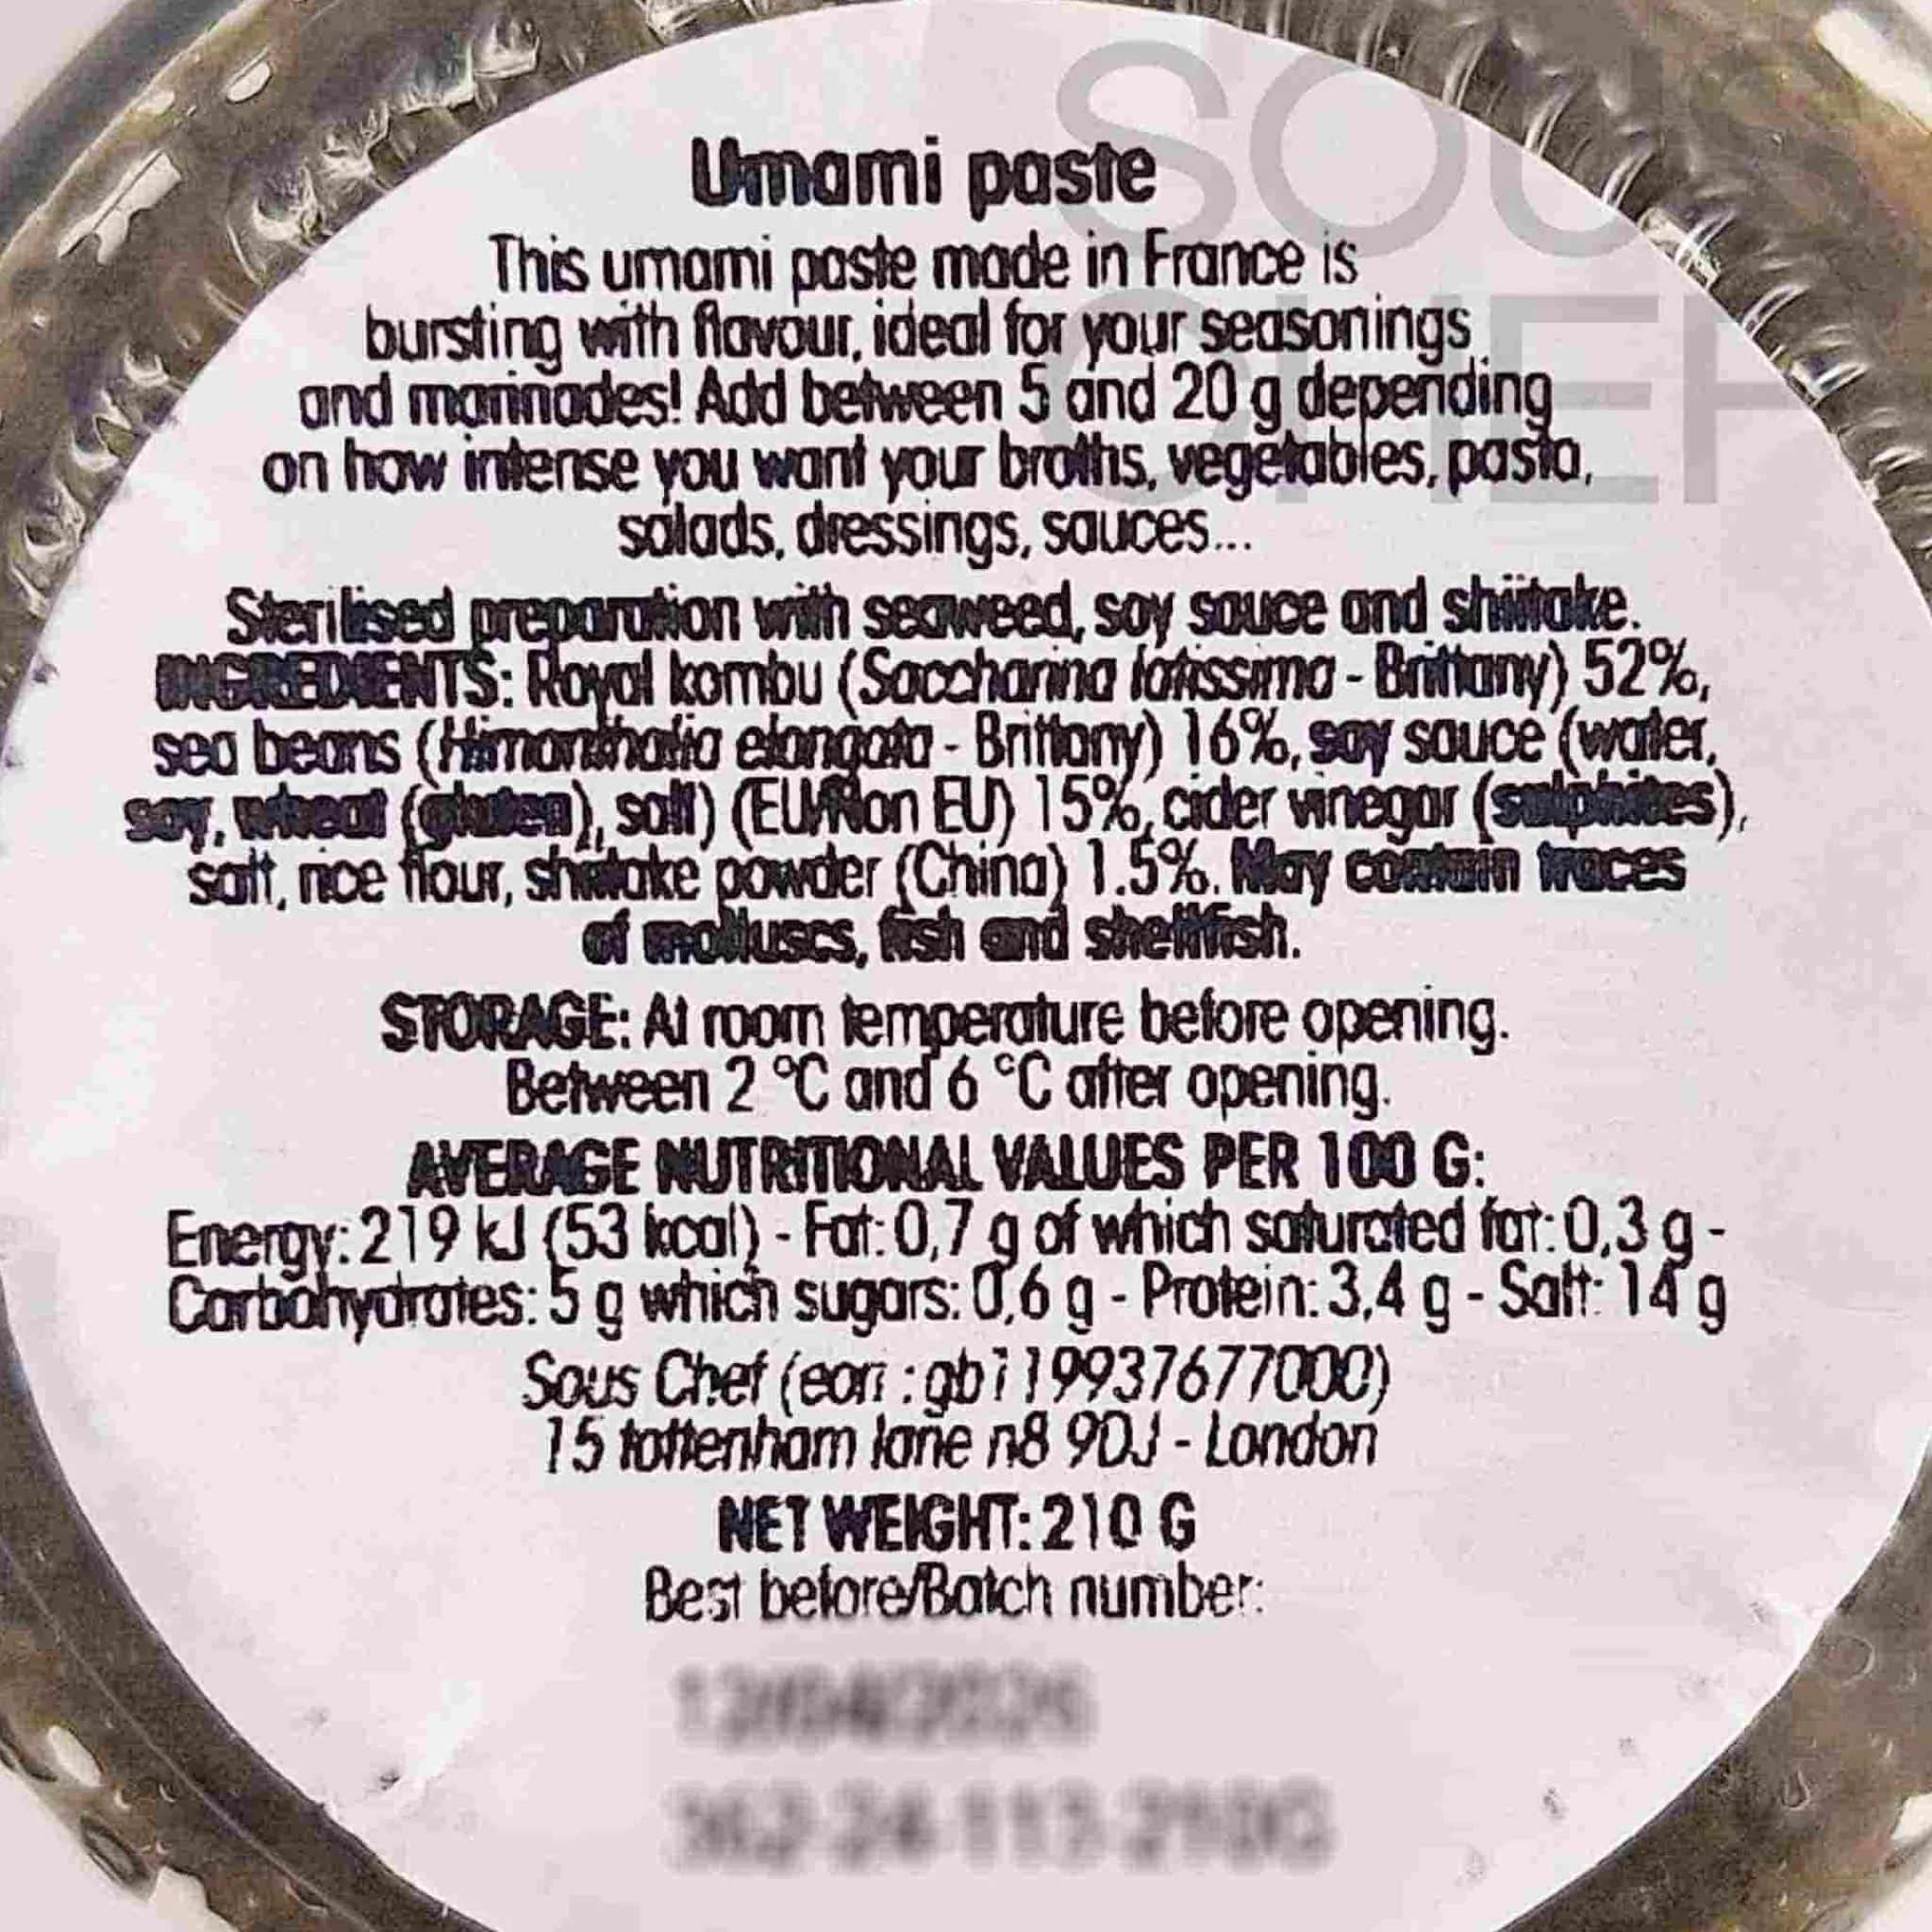 SOUS
CHEF
Umami paste
This umami paste made in France is
bursting with flavour, ideal for your seasonings
and marinades! Add between 5 and 20 g depending
on how intense you want your broths, vegetables, pasta,
salads, dressings, sauces...
Sterilised preparation with seaweed, soy sauce and shiitake.
INGREDIENTS: Royal kombu (Saccharina latissima - Brittany) 52%,
sea beans (Himanthalia elongata - Brittany) 16%, soy sauce (water,
soy, wheat (gluten), salt) (EU/Non EU) 15%, cider vinegar (sulphites),
salt, rice flour, shiitake powder (China) 1.5%. May contain traces
of molluscs, fish and shellfish.
STORAGE: At room temperature before opening.
Between 2 °C and 6 °C after opening.
AVERAGE NUTRITIONAL VALUES PER 100 G:
Energy: 219 kJ (53 kcal) - Fat: 0,7 g of which saturated fat: 0,3 g -
Carbohydrates: 5 g which sugars: 0,6 g - Protein: 3,4 g - Salt: 14 g
Sous Chef (eori : gb119937677000)
15 tottenham lane n8 9DJ - London
NET WEIGHT: 210 G
Best before/Batch number: